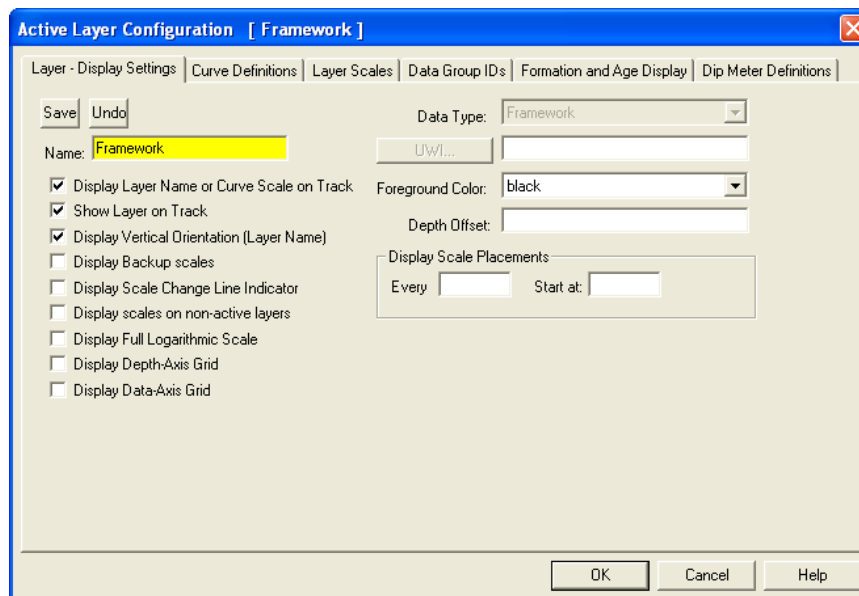 Active Layer Configuration [ Framework ]
Layer - Display Settings Curve Definitions Layer Scales Data Group IDs Formation and Age Display Dip Meter Definitions
Save Undo
Name: Framework
Display Layer Name or Curve Scale on Track
Show Layer on Track
Display Vertical Orientation (Layer Name)
Display Backup scales
Display Scale Change Line Indicator
Display scales on non-active layers
Display Full Logarithmic Scale
Display Depth-Axis Grid
Display Data-Axis Grid
Data Type: Framework
UWI...
Foreground Color: black
Depth Offset:
Display Scale Placements
Every Start at:
OK Cancel Help